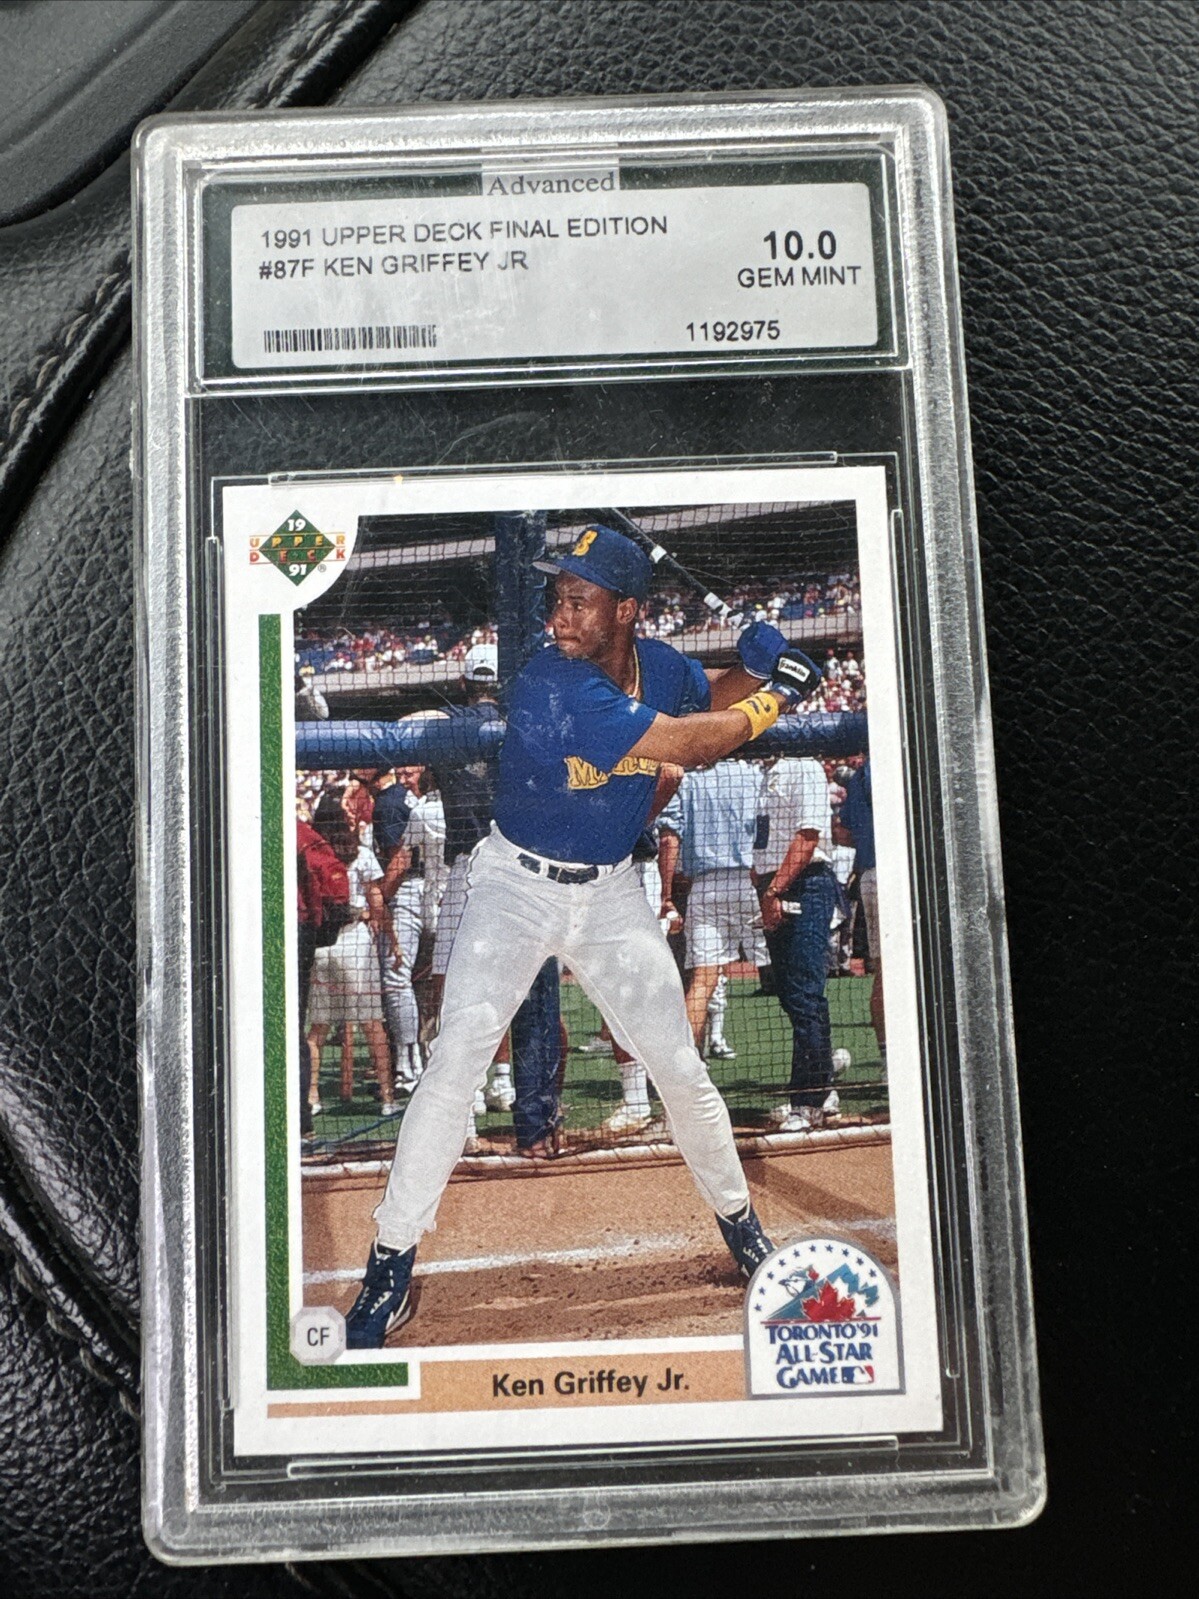 Advanced
1991 UPPER DECK FINAL EDITION
#87F KEN GRIFFEY JR
10.0
GEM MINT
1192975
19
UPPER
DECK
91®
Franklin
CF
Ken Griffey Jr.
TORONTO '91
ALL-STAR
GAME